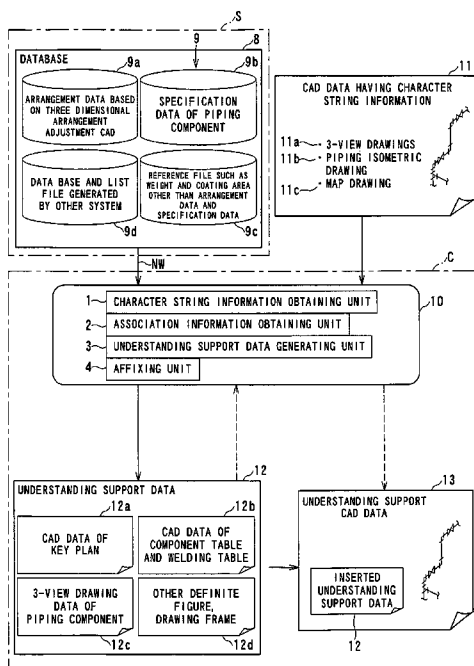 S
9
8
DATABASE
9a
9b
ARRANGEMENT DATA BASED
ON THREE DIMENSIONAL
ARRANGEMENT
ADJUSTMENT CAD
SPECIFICATION
DATA OF PIPING
COMPONENT
DATA BASE AND LIST
FILE GENERATED
BY OTHER SYSTEM
REFERENCE FILE SUCH AS
WEIGHT AND COATING AREA
OTHER THAN ARRANGEMENT
DATA AND
SPECIFICATION DATA
9d
9c
11
CAD DATA HAVING CHARACTER
STRING INFORMATION
11a
• 3-VIEW DRAWINGS
11b
• PIPING ISOMETRIC
DRAWING
11c
• MAP DRAWING
NW
C
1
CHARACTER STRING INFORMATION OBTAINING UNIT
10
2
ASSOCIATION INFORMATION OBTAINING UNIT
3
UNDERSTANDING SUPPORT DATA GENERATING UNIT
4
AFFIXING UNIT
12
UNDERSTANDING SUPPORT DATA
12a
12b
CAD DATA OF
KEY PLAN
CAD DATA OF
COMPONENT TABLE
AND WELDING TABLE
3-VIEW DRAWING
DATA OF
PIPING COMPONENT
OTHER DEFINITE
FIGURE,
DRAWING FRAME
12c
12d
13
UNDERSTANDING SUPPORT
CAD DATA
INSERTED
UNDERSTANDING
SUPPORT DATA
12